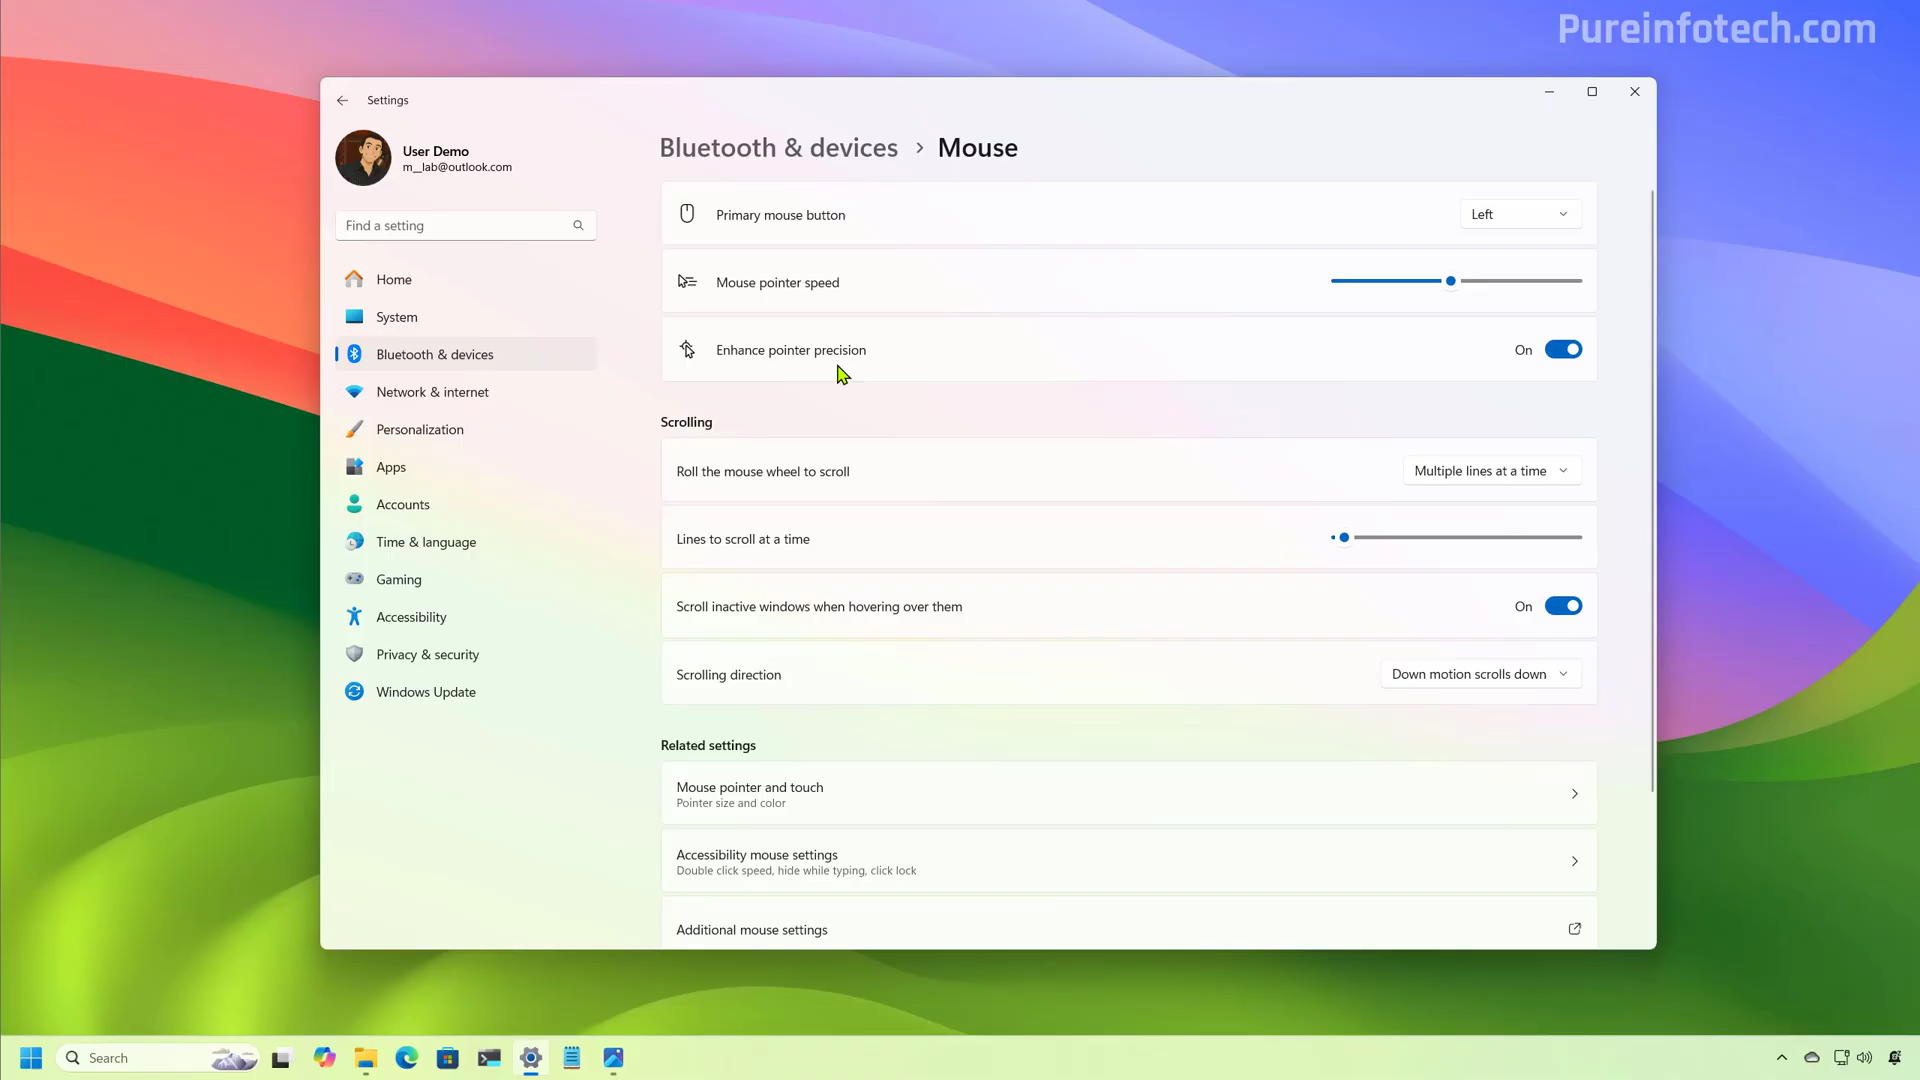 Pureinfotech.com
Settings
User Demo
m__lab@outlook.com
Find a setting
Home
System
Bluetooth & devices
Network & internet
Personalization
Apps
Accounts
Time & language
Gaming
Accessibility
Privacy & security
Windows Update
Bluetooth & devices › Mouse
Primary mouse button Left
Mouse pointer speed
Enhance pointer precision On
Scrolling
Roll the mouse wheel to scroll Multiple lines at a time
Lines to scroll at a time
Scroll inactive windows when hovering over them On
Scrolling direction Down motion scrolls down
Related settings
Mouse pointer and touch
Pointer size and color
Accessibility mouse settings
Double click speed, hide while typing, click lock
Additional mouse settings
Search